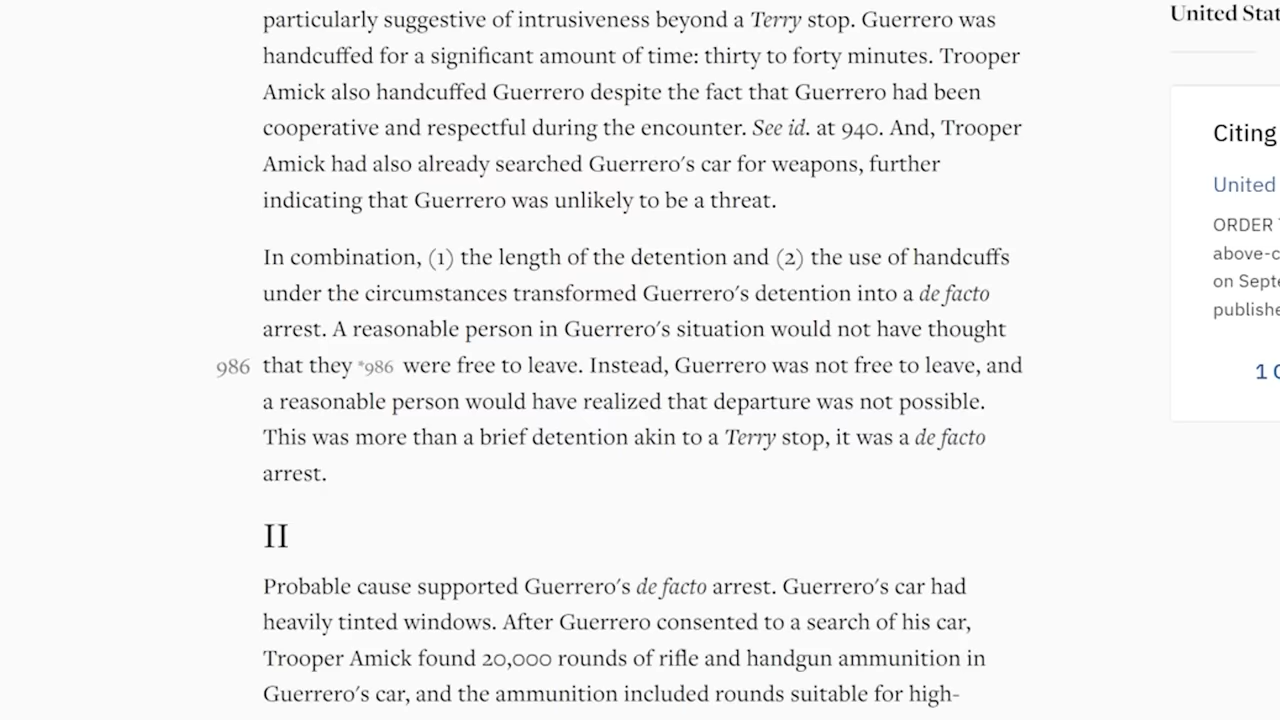 particularly suggestive of intrusiveness beyond a Terry stop. Guerrero was
handcuffed for a significant amount of time: thirty to forty minutes. Trooper
Amick also handcuffed Guerrero despite the fact that Guerrero had been
cooperative and respectful during the encounter. See id. at 940. And, Trooper
Amick had also already searched Guerrero's car for weapons, further
indicating that Guerrero was unlikely to be a threat.
In combination, (1) the length of the detention and (2) the use of handcuffs
under the circumstances transformed Guerrero's detention into a de facto
arrest. A reasonable person in Guerrero's situation would not have thought
986 that they *986 were free to leave. Instead, Guerrero was not free to leave, and
a reasonable person would have realized that departure was not possible.
This was more than a brief detention akin to a Terry stop, it was a de facto
arrest.
II
Probable cause supported Guerrero's de facto arrest. Guerrero's car had
heavily tinted windows. After Guerrero consented to a search of his car,
Trooper Amick found 20,000 rounds of rifle and handgun ammunition in
Guerrero's car, and the ammunition included rounds suitable for high-
United Stat
Citing
United
ORDER
above-c
on Septe
publishe
1